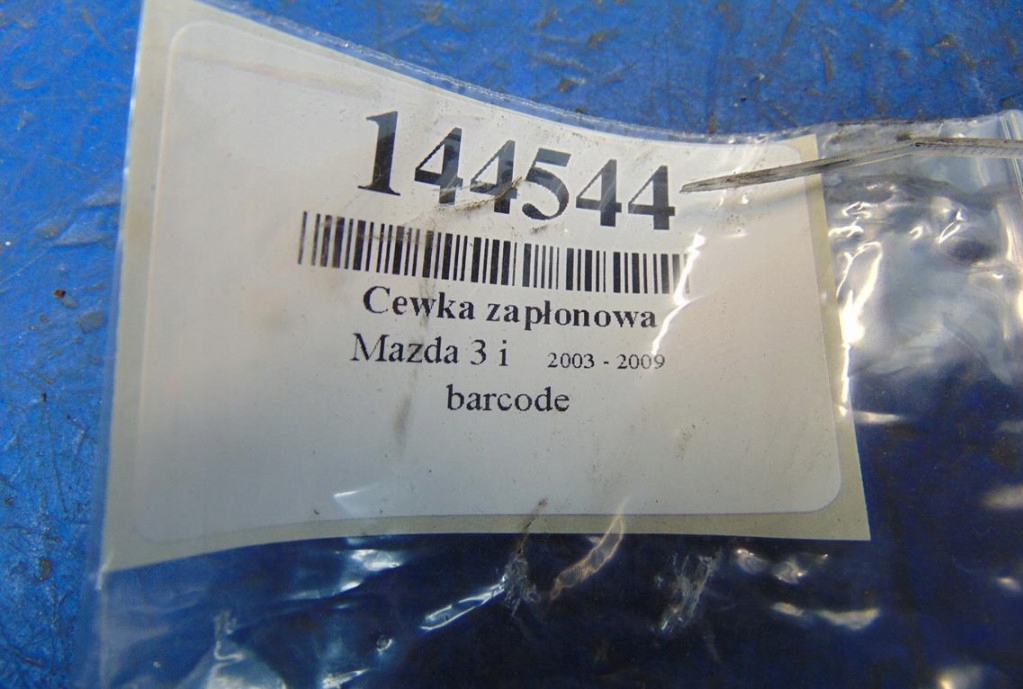 144544
Cewka zapłonowa
Mazda 3 i 2003 - 2009
barcode